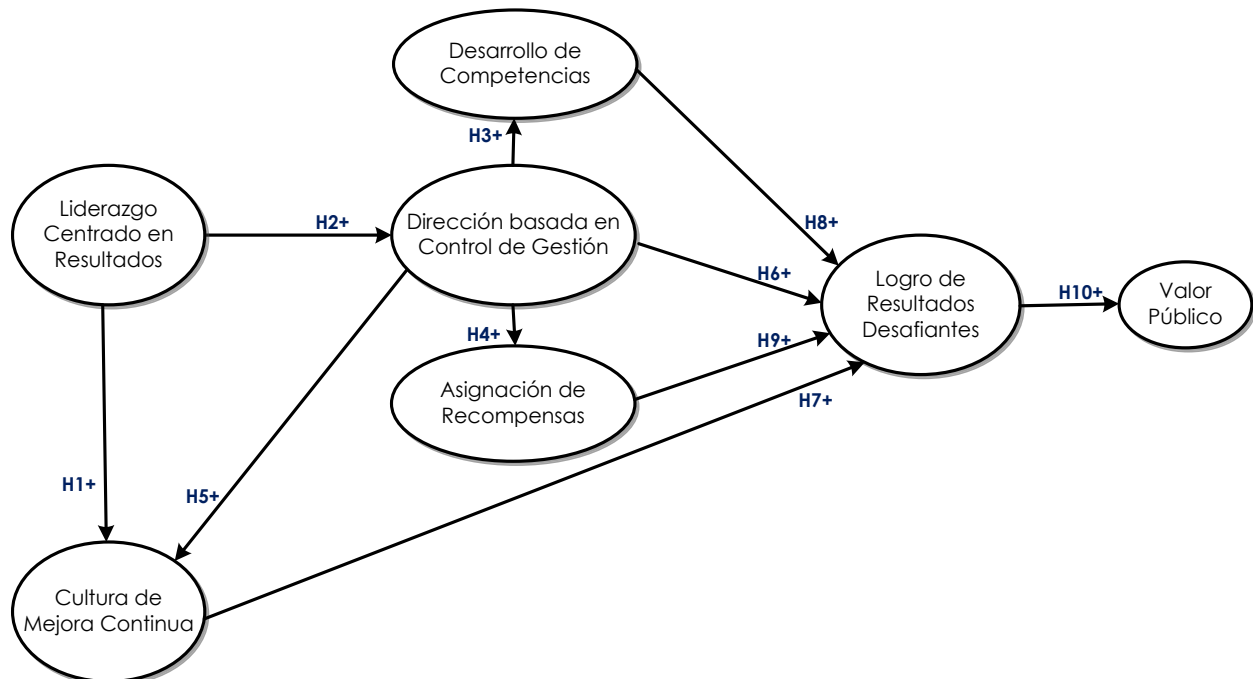 Desarrollo de
Competencias
H3+
Liderazgo
Centrado en
Resultados
H2+
Dirección basada en
Control de Gestión
H8+
H6+
Logro de
Resultados
Desafiantes
H10+
Valor
Público
H4+
H9+
Asignación de
Recompensas
H7+
H1+
H5+
Cultura de
Mejora Continua